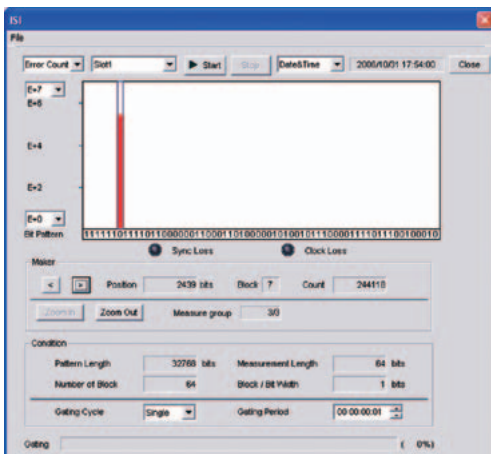 ISI
File
Error Count Slot1 Start Stop Date&Time 2006/10/01 17:54:00 Close
E+7
E+6
E+4
E+2
E+0
Bit Pattern
Sync Loss Clock Loss
Maker
< > Position 2439 bits Block 7 Count 244118
Zoom In Zoom Out Measure group 3/3
Condition
Pattern Length 32768 bits Measurement Length 64 bits
Number of Block 64 Block / Bit Width 1 bits
Gating Cycle Single Gating Period 00:00:00:01
Gating ( 0%)